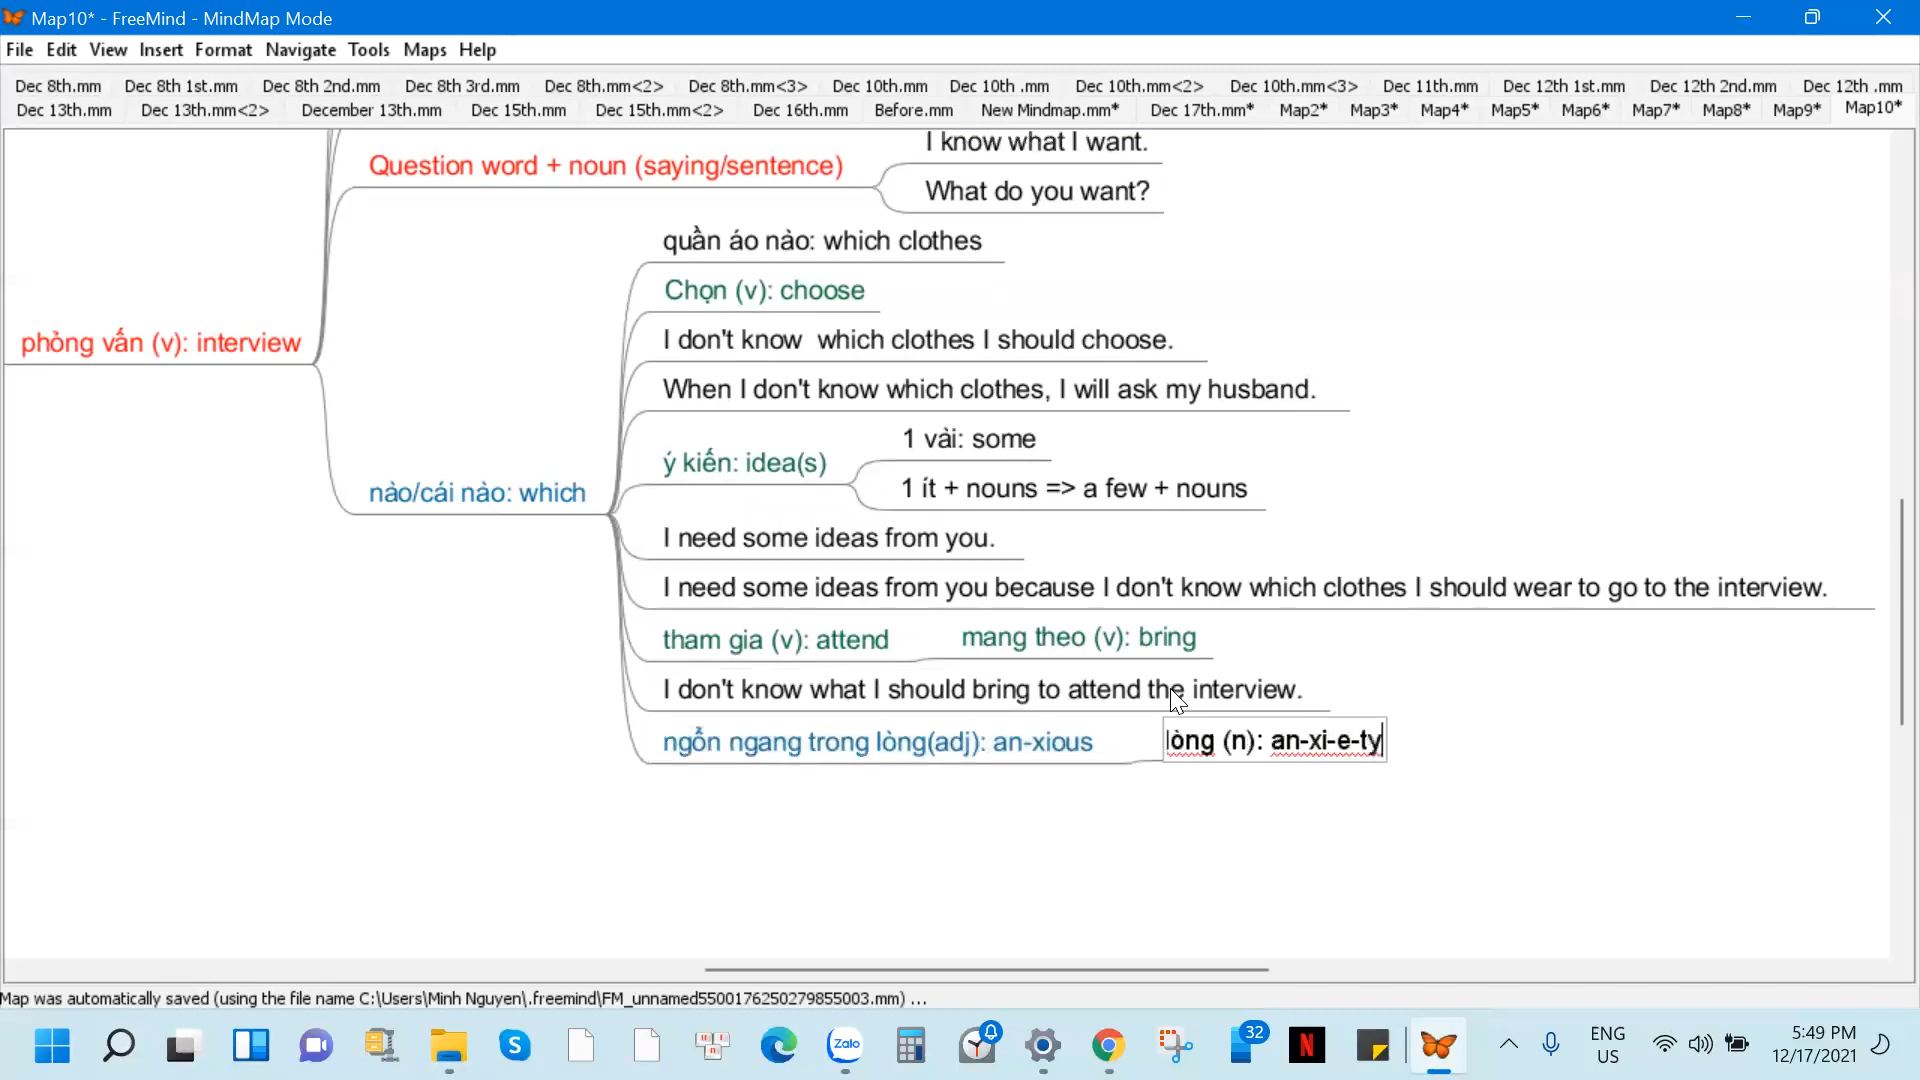 Map10* - FreeMind - MindMap Mode
File Edit View Insert Format Navigate Tools Maps Help
Dec 8th.mm Dec 8th 1st.mm Dec 8th 2nd.mm Dec 8th 3rd.mm Dec 8th.mm<2> Dec 8th.mm<3> Dec 10th.mm Dec 10th .mm Dec 10th.mm<2> Dec 10th.mm<3> Dec 11th.mm Dec 12th 1st.mm Dec 12th 2nd.mm Dec 12th .mm
Dec 13th.mm Dec 13th.mm<2> December 13th.mm Dec 15th.mm Dec 15th.mm<2> Dec 16th.mm Before.mm New Mindmap.mm* Dec 17th.mm* Map2* Map3* Map4* Map5* Map6* Map7* Map8* Map9* Map10*
I know what I want.
Question word + noun (saying/sentence)
What do you want?
quần áo nào: which clothes
Chọn (v): choose
phỏng vấn (v): interview
I don't know  which clothes I should choose.
When I don't know which clothes, I will ask my husband.
1 vài: some
ý kiến: idea(s)
1 ít + nouns => a few + nouns
nào/cái nào: which
I need some ideas from you.
I need some ideas from you because I don't know which clothes I should wear to go to the interview.
tham gia (v): attend mang theo (v): bring
I don't know what I should bring to attend the interview.
ngổn ngang trong lòng(adj): an-xious lòng (n): an-xi-e-ty
Map was automatically saved (using the file name C:\Users\Minh Nguyen\.freemind\FM_unnamed5500176250279855003.mm) ...
Zalo
32
N
ENG
US
5:49 PM
12/17/2021